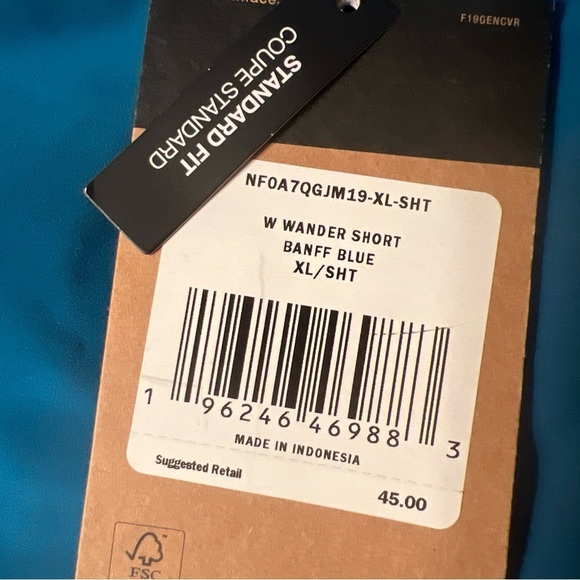 F19GENCVR
STANDARD FIT
COUPE STANDARD
NF0A7QGJM19-XL-SHT
W WANDER SHORT
BANFF BLUE
XL/SHT
1 96246 46988 3
MADE IN INDONESIA
Suggested Retail
45.00
FSC